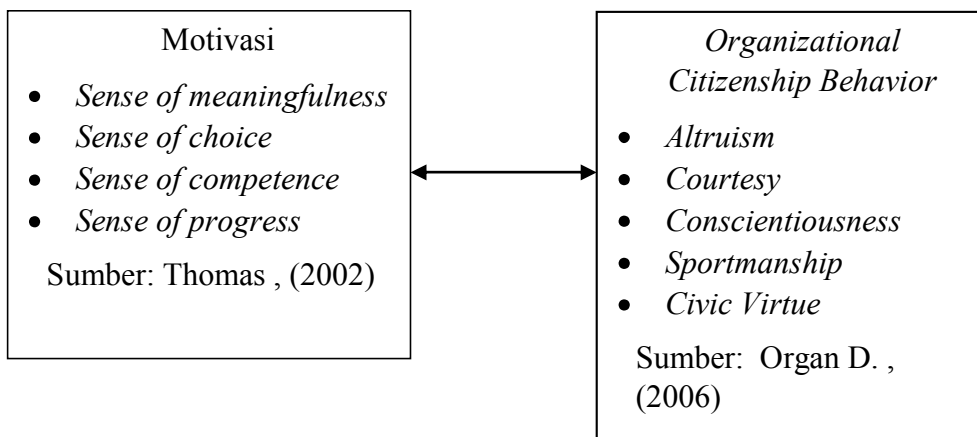 Motivasi
• Sense of meaningfulness
• Sense of choice
• Sense of competence
• Sense of progress
Sumber: Thomas , (2002)
Organizational
Citizenship Behavior
• Altruism
• Courtesy
• Conscientiousness
• Sportmanship
• Civic Virtue
Sumber: Organ D. ,
(2006)